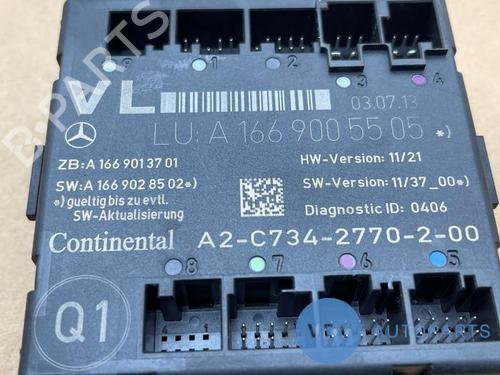 9 1 2 3 4
VL
03.07.13
LU: A 166 900 55 05 *)
ZB: A 166 901 37 01
HW-Version: 11/21
SW: A 166 902 85 02*)
SW-Version: 11/37_00*)
*) gueltig bis zu evtl.
SW-Aktualisierung
Diagnostic ID: 0406
Continental A2-C734-2770-2-00
8 7 6 5
Q1
AUTOPARTS